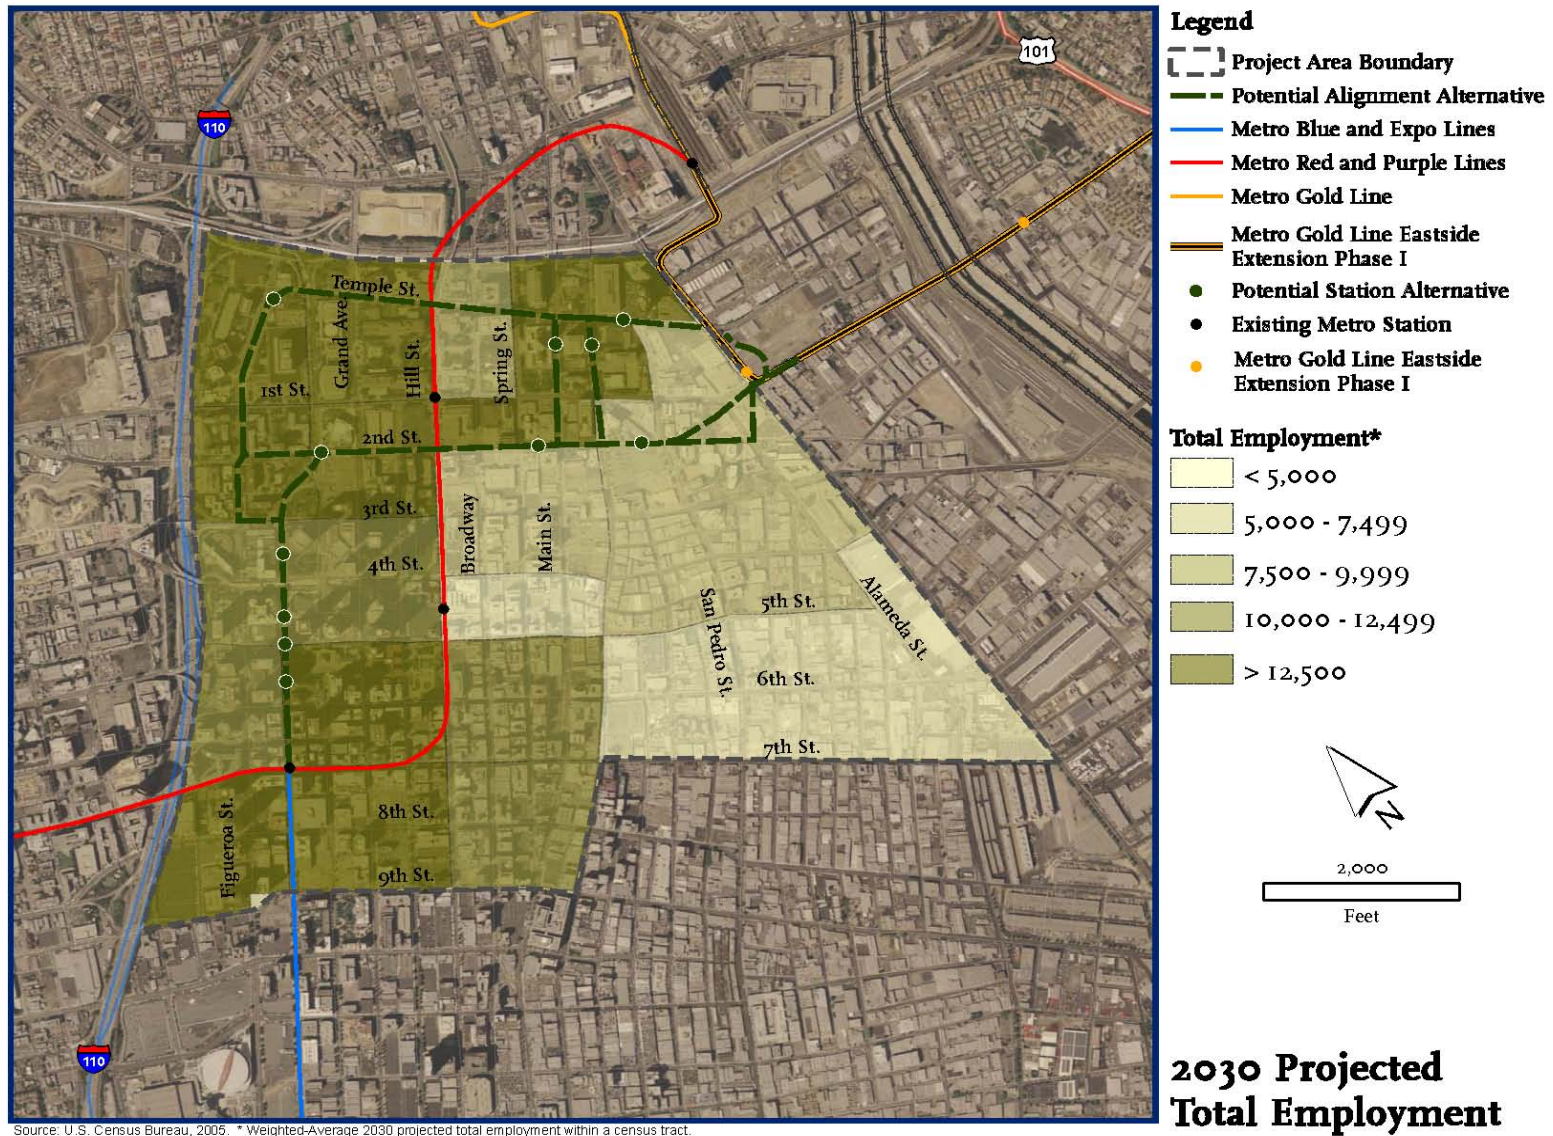 Legend
Project Area Boundary
Potential Alignment Alternative
Metro Blue and Expo Lines
Metro Red and Purple Lines
Metro Gold Line
Metro Gold Line Eastside
Extension Phase I
Potential Station Alternative
Existing Metro Station
Metro Gold Line Eastside
Extension Phase I
Total Employment*
< 5,000
5,000 - 7,499
7,500 - 9,999
10,000 - 12,499
> 12,500
N
2,000
Feet
2030 Projected
Total Employment
101
110
Temple St.
Grand Ave.
Hill St.
Spring St.
1st St.
2nd St.
3rd St.
Broadway
Main St.
4th St.
San Pedro St.
5th St.
Alameda St.
6th St.
7th St.
Figueroa St.
8th St.
9th St.
110
Source: U.S. Census Bureau, 2005. * Weighted-Average 2030 projected total employment within a census tract.